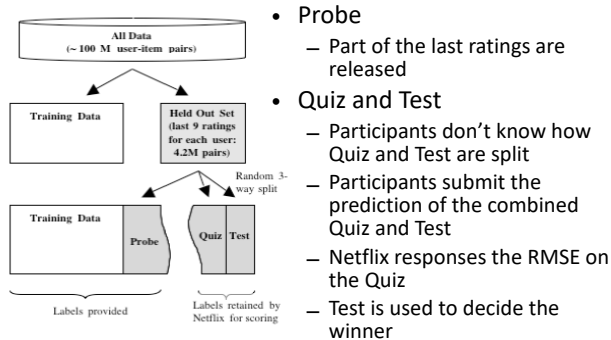 All Data
(~ 100 M user-item pairs)
Training Data
Held Out Set
(last 9 ratings
for each user:
4.2M pairs)
Random 3-
way split
Training Data
Probe
Quiz
Test
Labels provided
Labels retained by
Netflix for scoring
• Probe
– Part of the last ratings are
released
• Quiz and Test
– Participants don’t know how
Quiz and Test are split
– Participants submit the
prediction of the combined
Quiz and Test
– Netflix responses the RMSE on
the Quiz
– Test is used to decide the
winner